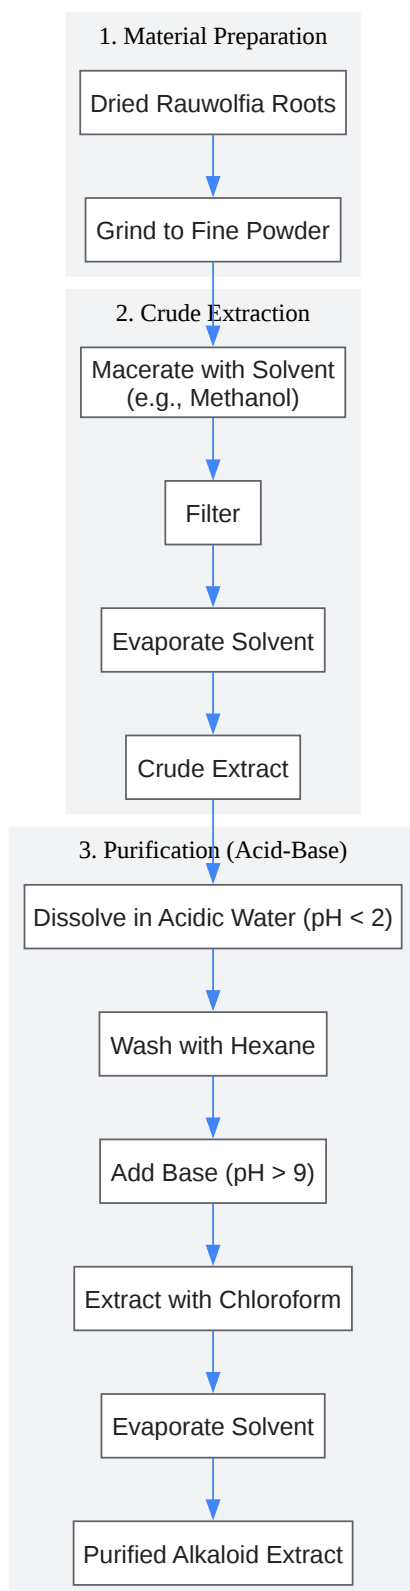 1. Material Preparation
Dried Rauwolfia Roots
Grind to Fine Powder
2. Crude Extraction
Macerate with Solvent
(e.g., Methanol)
Filter
Evaporate Solvent
Crude Extract
3. Purification (Acid-Base)
Dissolve in Acidic Water (pH < 2)
Wash with Hexane
Add Base (pH > 9)
Extract with Chloroform
Evaporate Solvent
Purified Alkaloid Extract